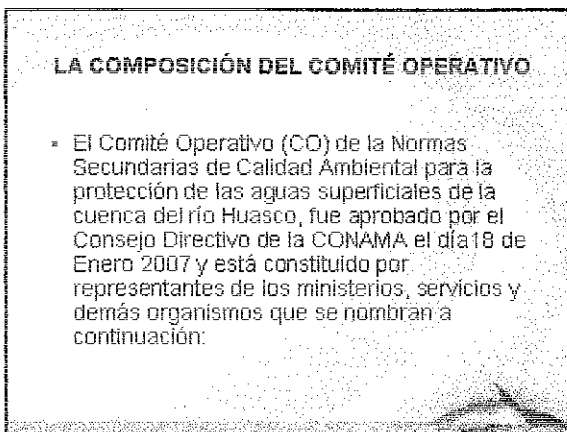 LA COMPOSICIÓN DEL COMITÉ OPERATIVO
▪ El Comité Operativo (CO) de la Normas
Secundarias de Calidad Ambiental para la
protección de las aguas superficiales de la
cuenca del río Huasco, fue aprobado por el
Consejo Directivo de la CONAMA el día18 de
Enero 2007 y está constituido por
representantes de los ministerios, servicios y
demás organismos que se nombran a
continuación: